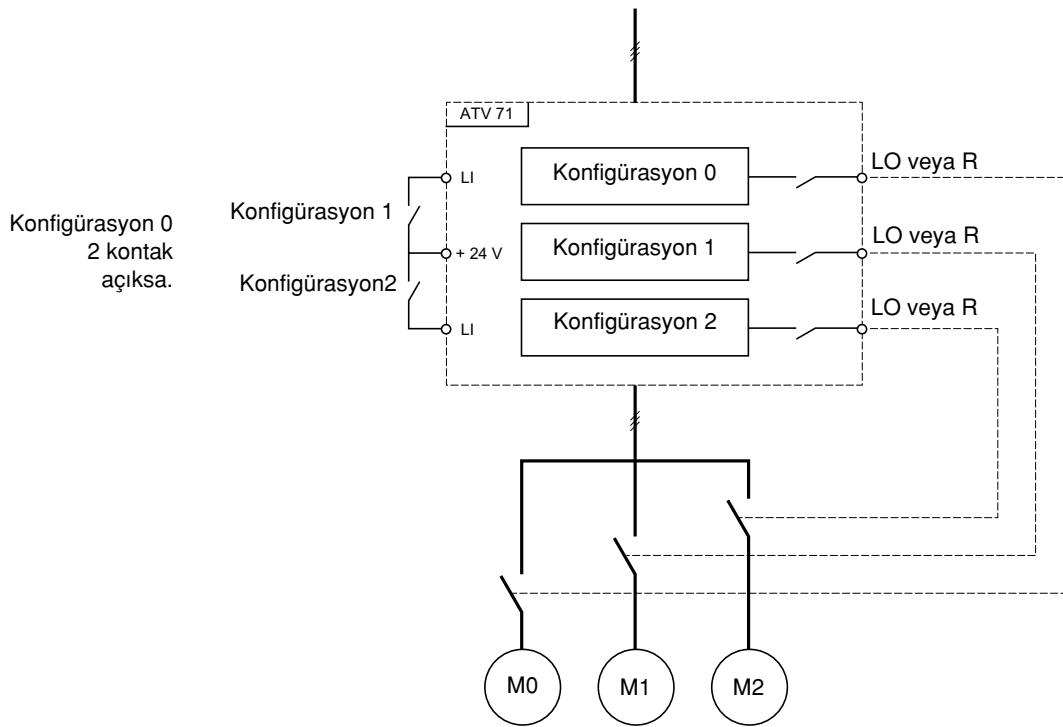 ATV 71
Konfigürasyon 0
LO veya R
LI
Konfigürasyon 1
Konfigürasyon 0
2 kontak
açıksa.
Konfigürasyon 1
LO veya R
+ 24 V
Konfigürasyon2
Konfigürasyon 2
LO veya R
LI
M0
M1
M2